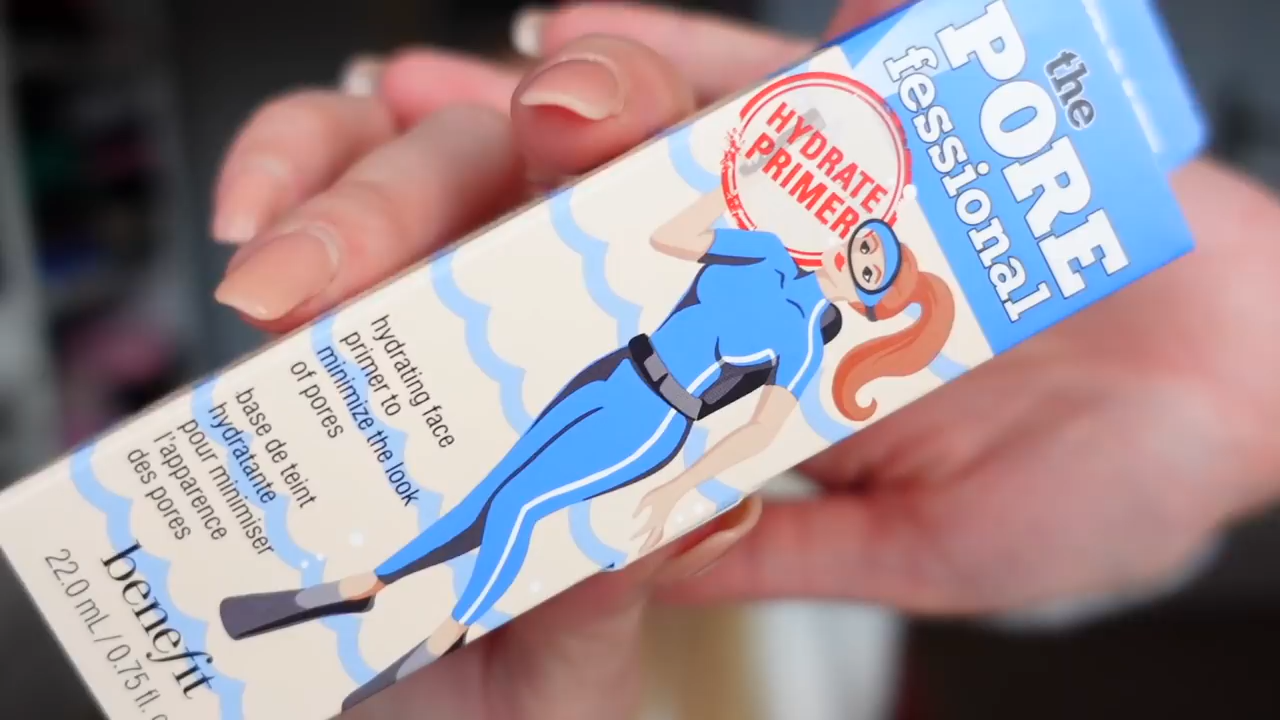 the
PORE
fessional
HYDRATE
PRIMER
hydrating face
primer to
minimize the look
of pores
base de teint
hydratante
pour minimiser
l'apparence
des pores
benefit
22.0 mL / 0.75 fl.